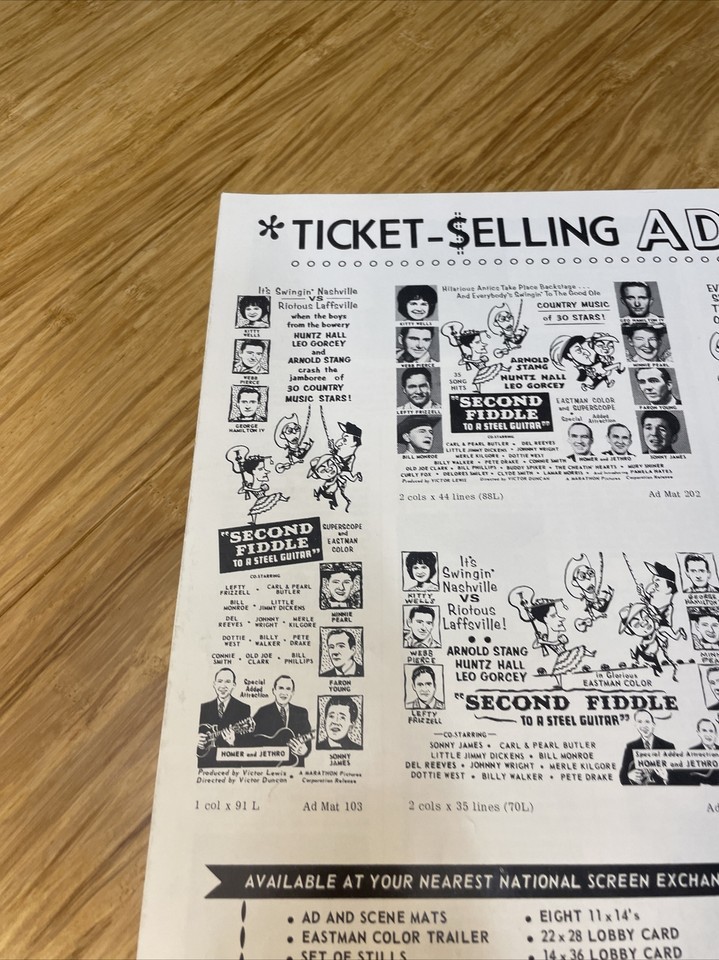 *TICKET-$ELLING AD
It's Swingin' Nashville
VS
Riotous Laffsville
when the boys
from the bowery
HUNTZ HALL
LEO GORCEY
and
ARNOLD STANG
crash the
jamboree of
30 COUNTRY
MUSIC STARS!
KITTY
WELLS
WEBB
PIERCE
GEORGE
HAMILTON IV
"SECOND
FIDDLE
TO A STEEL GUITAR"
SUPERSCOPE
and
EASTMAN
COLOR
CO-STARRING
LEFTY FRIZZELL • CARL & PEARL BUTLER
BILL MONROE • LITTLE JIMMY DICKENS
DEL REEVES • JOHNNY WRIGHT • MERLE KILGORE
DOTTIE WEST • BILLY WALKER • PETE DRAKE
CONNIE SMITH • OLD JOE CLARK • BILL PHILLIPS
MINNIE
PEARL
FARON
YOUNG
SONNY
JAMES
Special
Added
Attraction
HOMER and JETHRO
Produced by Victor Lewis
Directed by Victor Duncan
A MARATHON Pictures
Corporation Release
1 col x 91 L
Ad Mat 103
Hilarious Antics Take Place Backstage...
And Everybody's Swingin' To The Good Ole
COUNTRY MUSIC
of 30 STARS!
KITTY WELLS
WEBB PIERCE
LEFTY FRIZZELL
BILL MONROE
LEO HAMILTON IV
MINNIE PEARL
FARON YOUNG
SONNY JAMES
35
SONG
HITS
ARNOLD
STANG
HUNTZ HALL
LEO GORCEY
"SECOND
FIDDLE
TO A STEEL GUITAR"
EASTMAN COLOR
and SUPERSCOPE
Special Added
Attraction
HOMER and JETHRO
CO-STARRING
CARL & PEARL BUTLER • DEL REEVES
LITTLE JIMMY DICKENS • JOHNNY WRIGHT
MERLE KILGORE • DOTTIE WEST
BILLY WALKER • PETE DRAKE • CONNIE SMITH
OLD JOE CLARK • BILL PHILLIPS • BUDDY SPIKER • THE CHEATIN' HEARTS • MURV SHINER
CURLY FOX • DELORES SMILEY • CLYDE SMITH • LAMAR MORRIS • And Introducing PAMELA HAYES
Produced by VICTOR LEWIS
Directed by VICTOR DUNCAN
A MARATHON Pictures Corporation Release
2 cols x 44 lines (88L)
Ad Mat 202
It's
Swingin'
Nashville
VS
Riotous
Laffsville!
KITTY
WELLS
WEBB
PIERCE
LEFTY
FRIZZELL
GEORGE
HAMILTON
ARNOLD STANG
HUNTZ HALL
LEO GORCEY
in Glorious
EASTMAN COLOR
"SECOND FIDDLE
TO A STEEL GUITAR"
—CO-STARRING—
SONNY JAMES • CARL & PEARL BUTLER
LITTLE JIMMY DICKENS • BILL MONROE
DEL REEVES • JOHNNY WRIGHT • MERLE KILGORE
DOTTIE WEST • BILLY WALKER • PETE DRAKE
Special Added Attraction
HOMER and JETHRO
2 cols x 35 lines (70L)
AVAILABLE AT YOUR NEAREST NATIONAL SCREEN EXCHAN
• AD AND SCENE MATS
• EASTMAN COLOR TRAILER
• SET OF STILLS
• EIGHT 11x14's
• 22x28 LOBBY CARD
• 14x36 LOBBY CARD